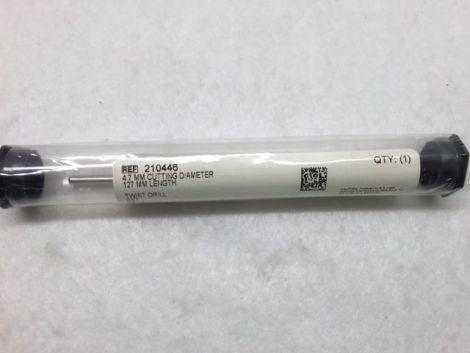 REF 210446
4.7 MM CUTTING DIAMETER
127 MM LENGTH
TWIST DRILL
QTY: (1)